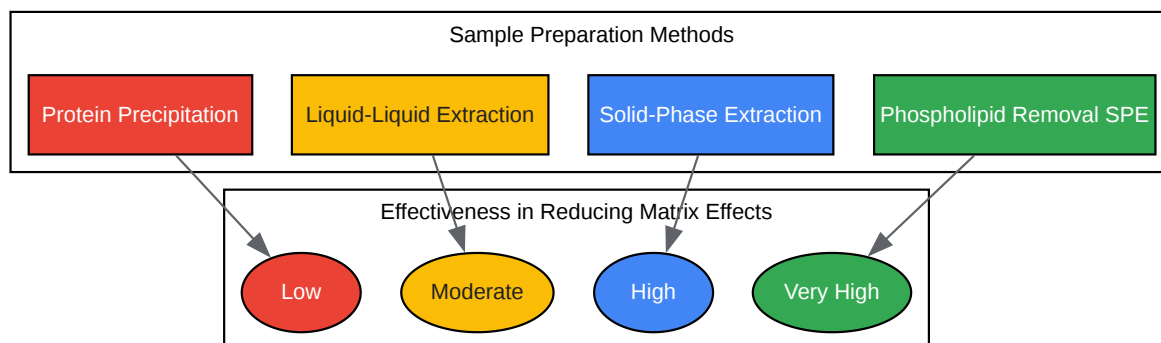 Sample Preparation Methods
Protein Precipitation
Liquid-Liquid Extraction
Solid-Phase Extraction
Phospholipid Removal SPE
Effectiveness in Reducing Matrix Effects
Low
Moderate
High
Very High